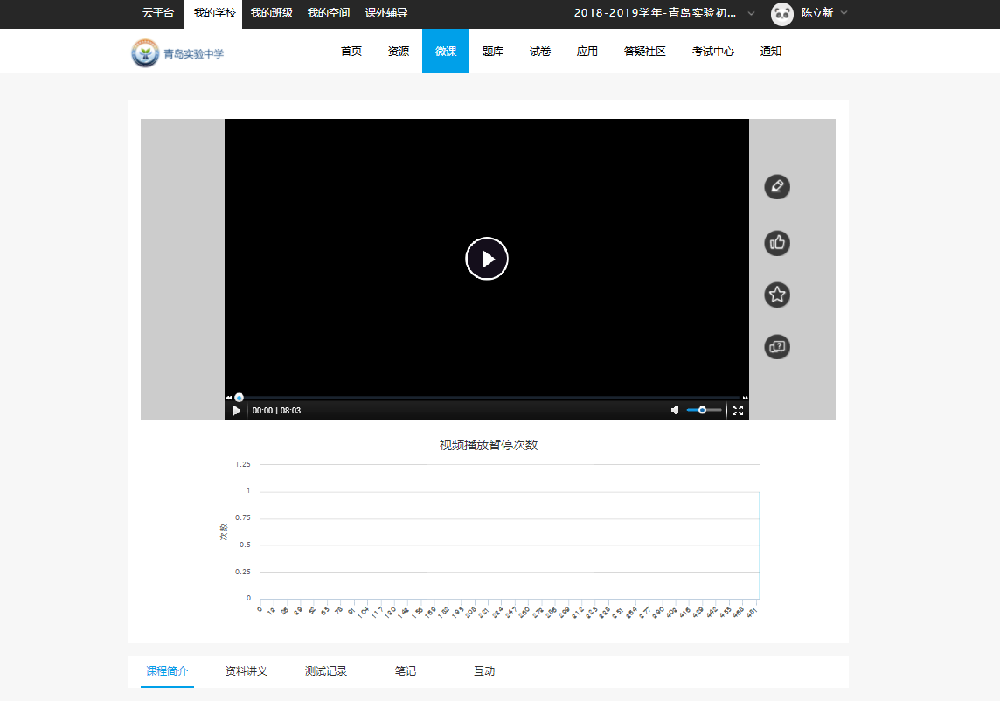 云平台 我的学校 我的班级 我的空间 课外辅导 2018-2019学年-青岛实验初... 陈立新
青岛实验中学 首页 资源 微课 题库 试卷 应用 答疑社区 考试中心 通知
00:00 | 08:03
视频播放暂停次数
1.25
1
0.75
0.5
0.25
0
次数
0 13 26 39 52 65 78 91 104 117 130 143 156 169 182 195 208 221 234 247 260 273 286 299 312 325 338 351 364 377 390 403 416 429 442 455 468 481
课程简介 资料讲义 测试记录 笔记 互动